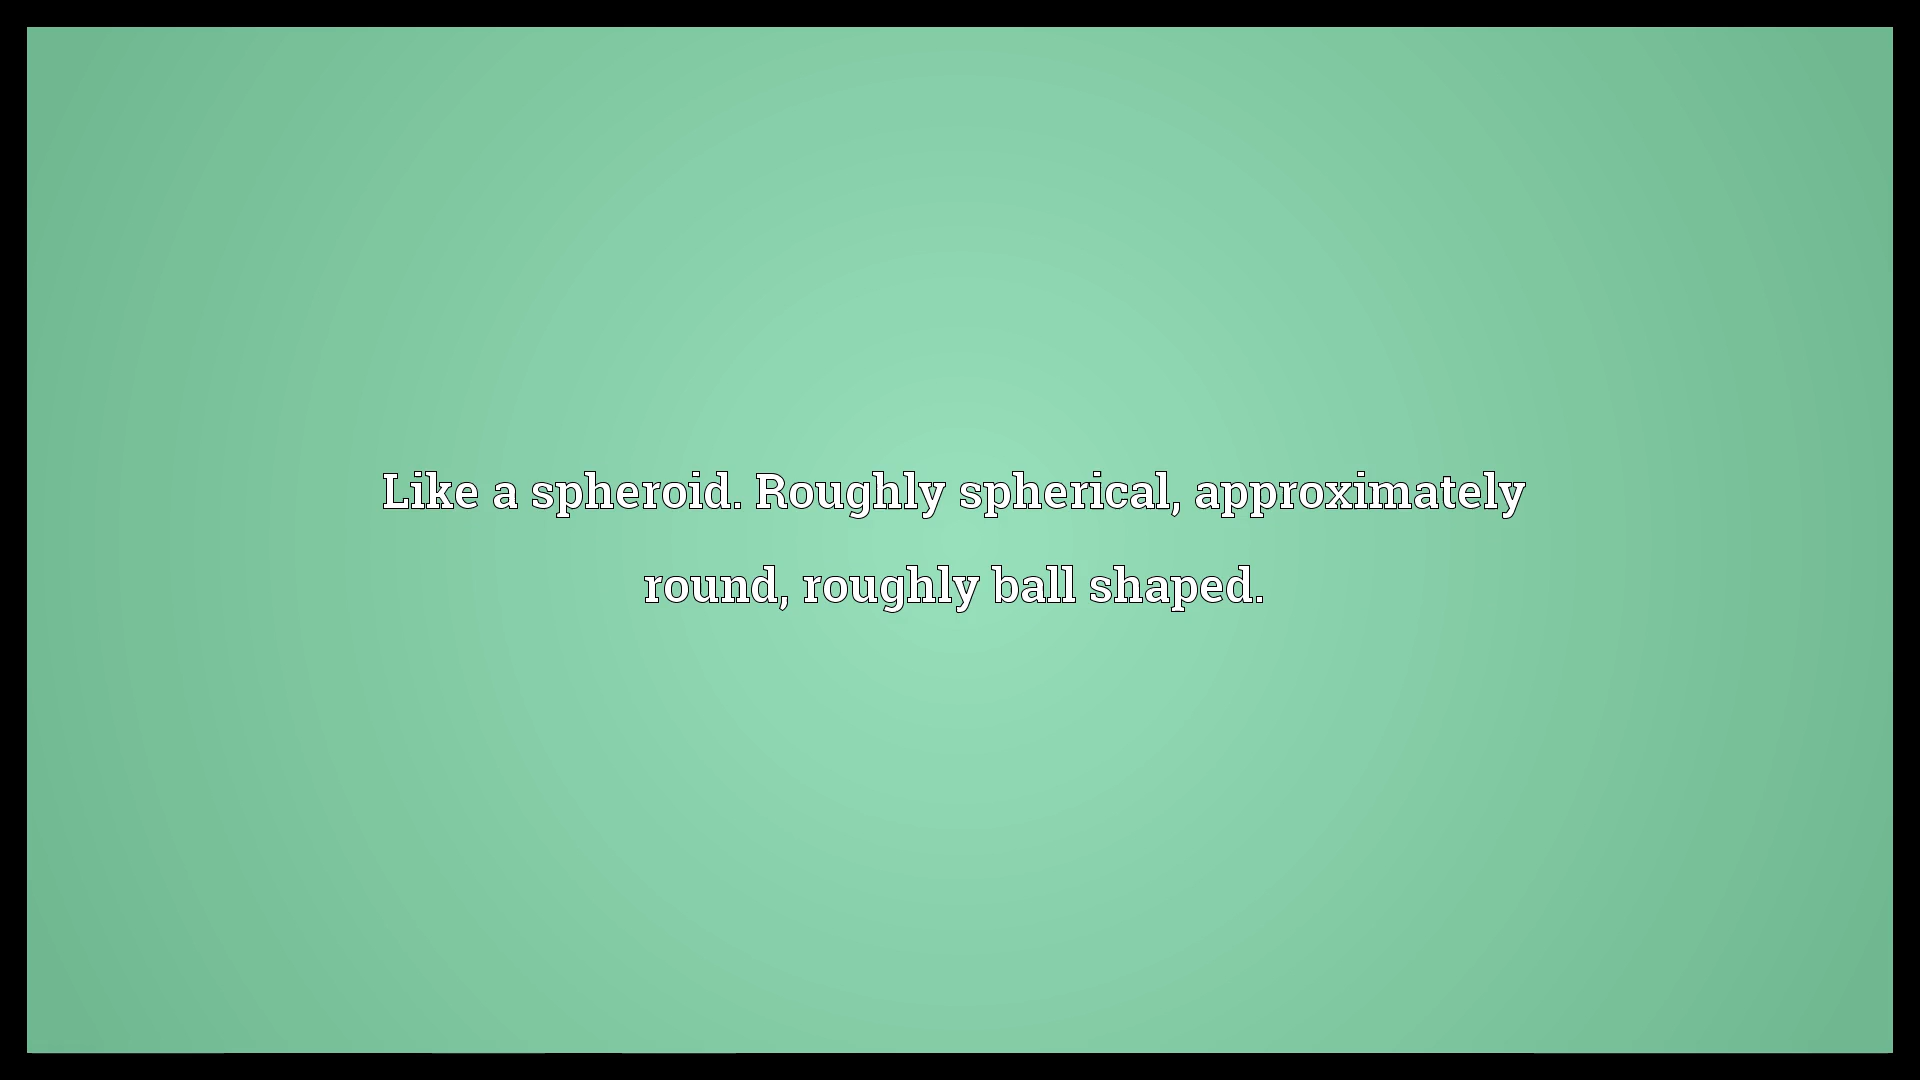 Like a spheroid. Roughly spherical, approximately
round, roughly ball shaped.